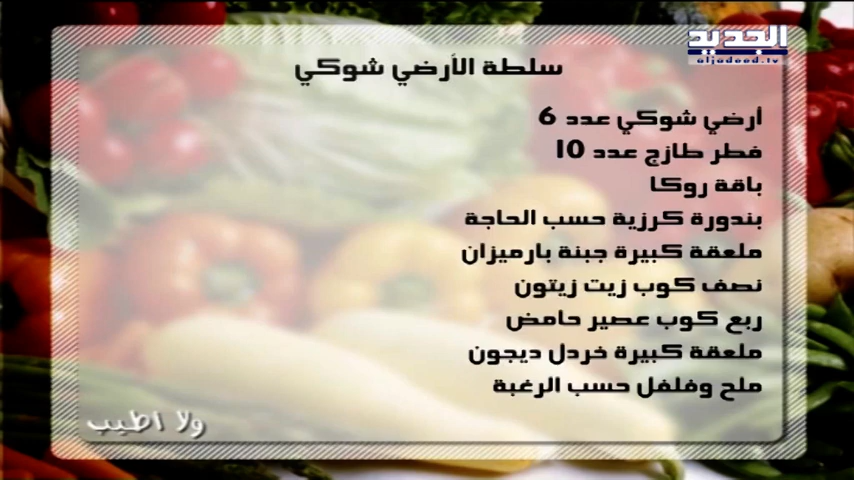 الجديد
aljadeed.tv
سلطة الأرضي شوكي
أرضي شوكي عدد 6
فطر طازج عدد 10
باقة روكا
بندورة كرزية حسب الحاجة
ملعقة كبيرة جبنة بارميزان
نصف كوب زيت زيتون
ربع كوب عصير حامض
ملعقة كبيرة خردل ديجون
ملح وفلفل حسب الرغبة
ولا أطيب